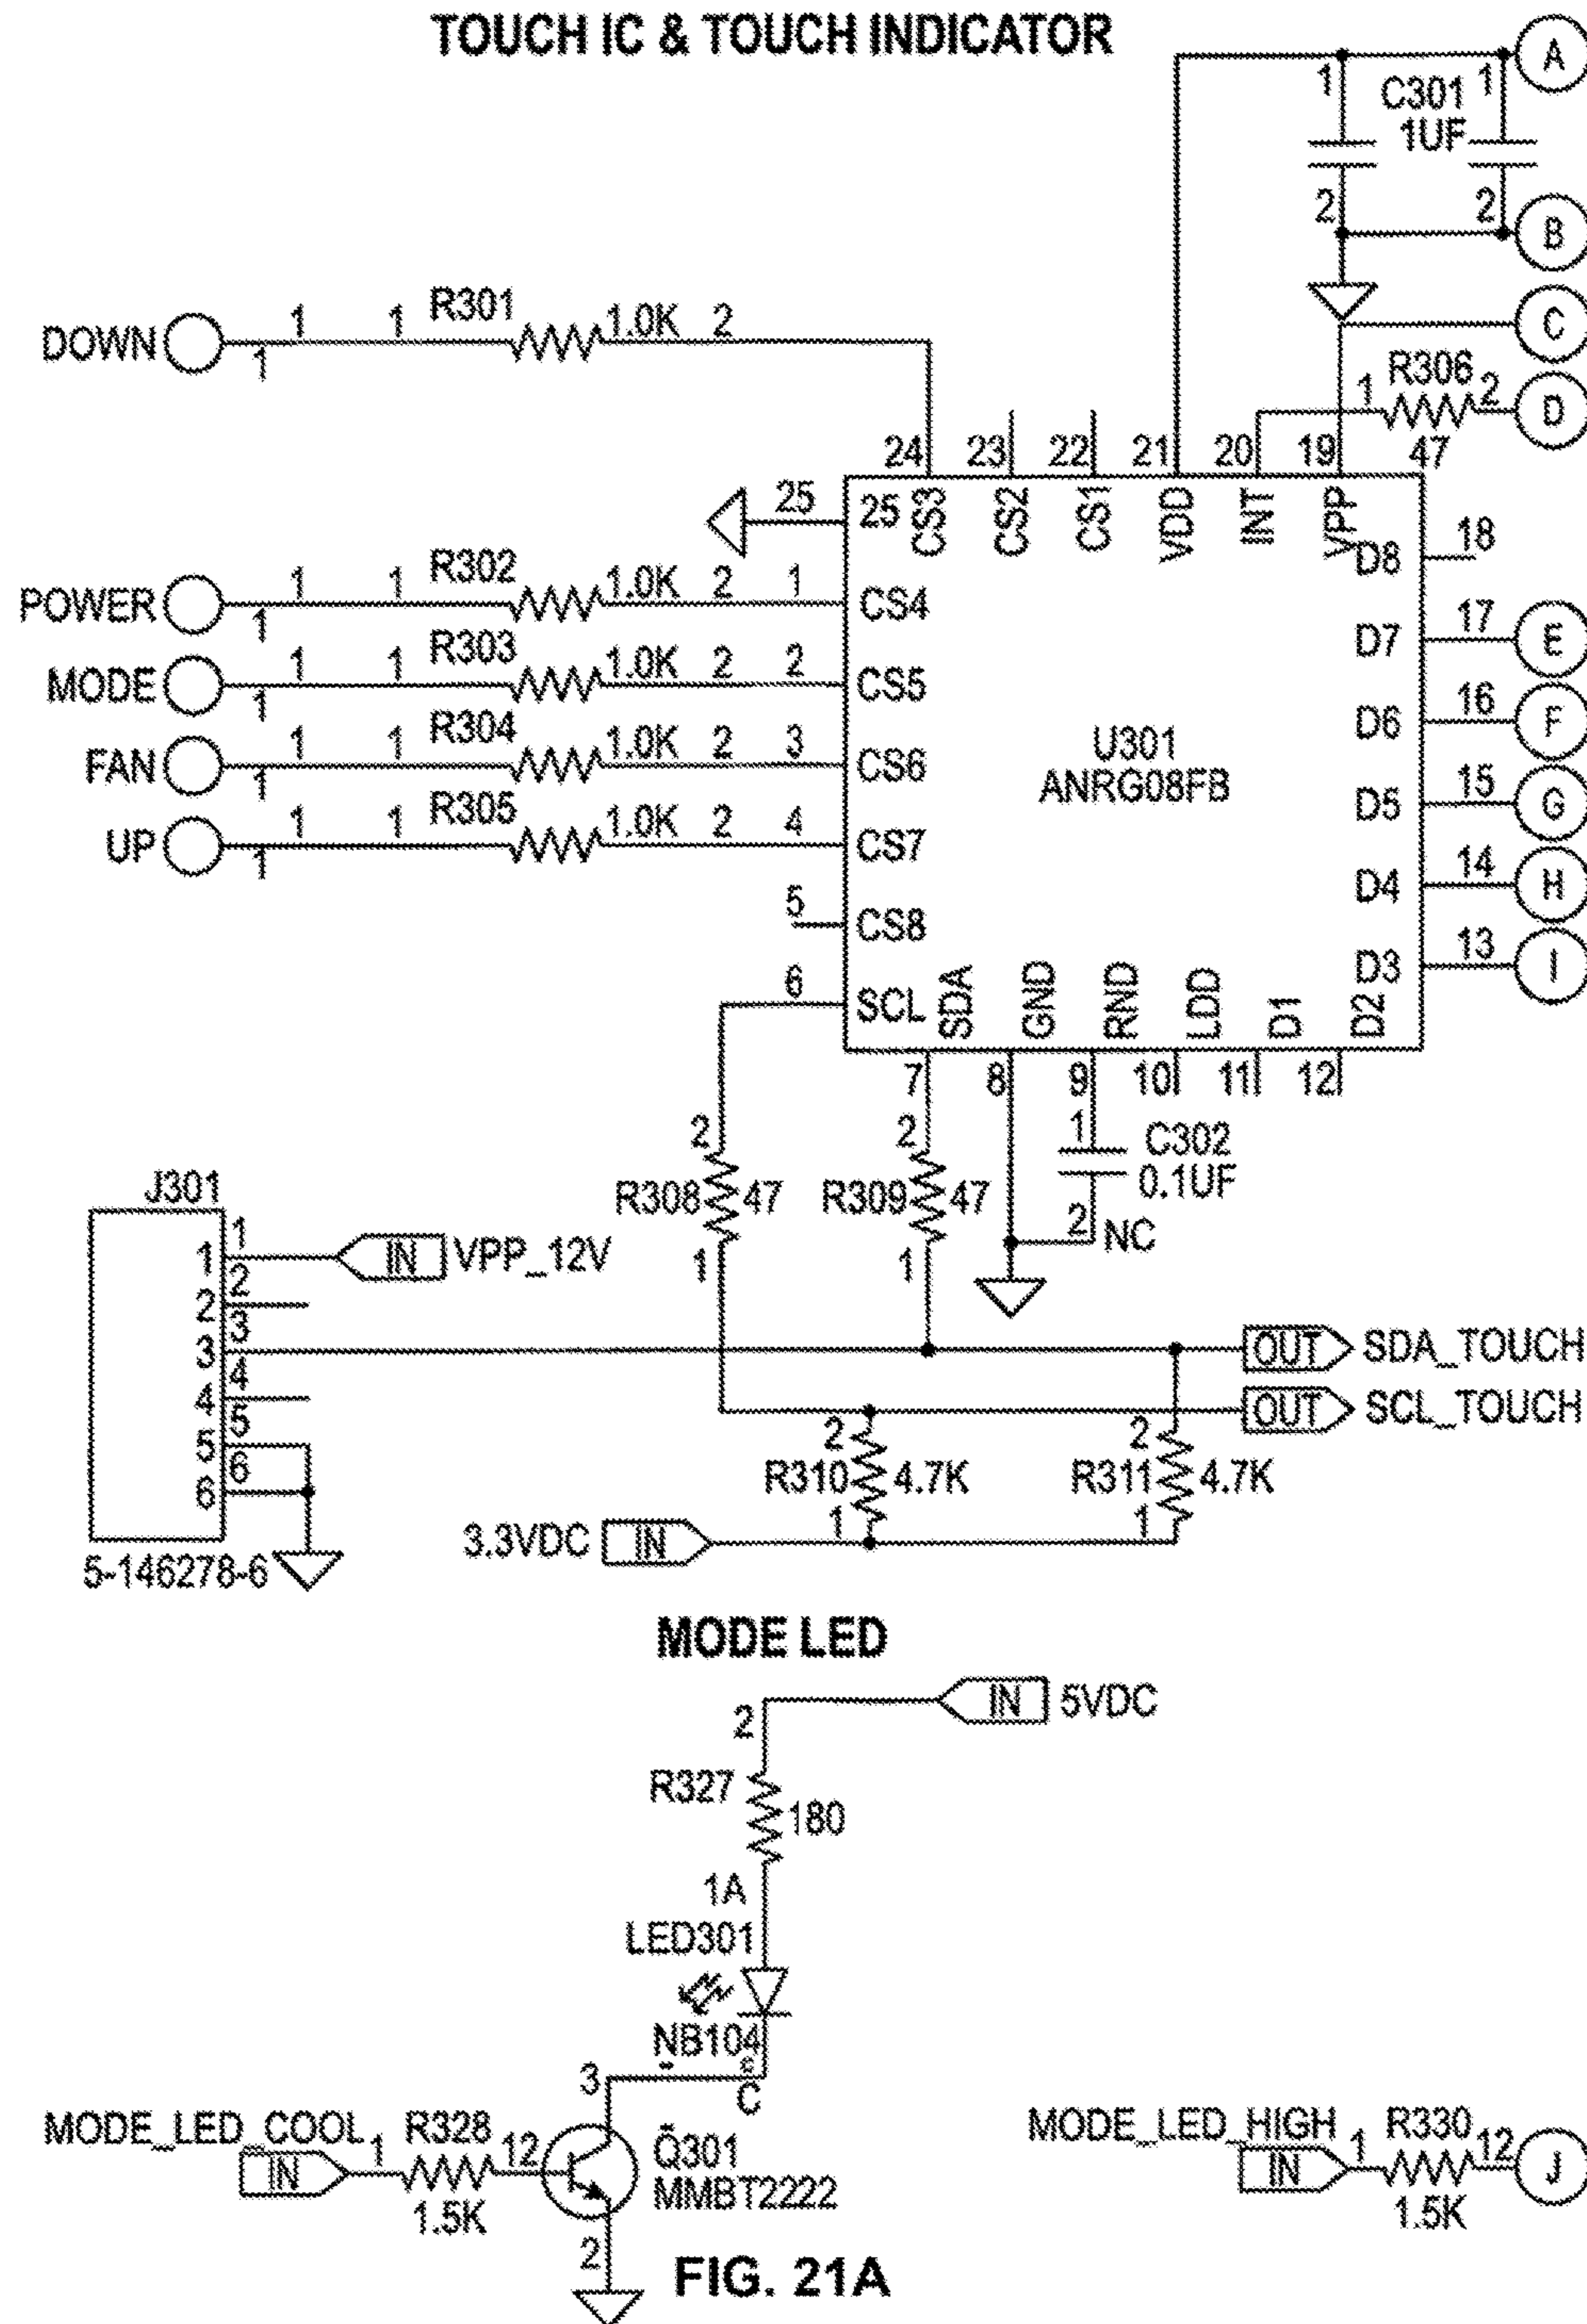 TOUCH IC & TOUCH INDICATOR
A
1 C301 1
1UF
2 2
B
DOWN 1 1 1 R301 1.0K 2
C
1 R306 2
D
47
24 23 22 21 20 19
25 25 CS3 CS2 CS1 VDD INT VPP
D8 18
POWER 1 1 1 R302 1.0K 2 1 CS4
D7 17 E
MODE 1 1 1 R303 1.0K 2 2 CS5
D6 16 F
FAN 1 1 1 R304 1.0K 2 3 CS6
U301
ANRG08FB
D5 15 G
UP 1 1 1 R305 1.0K 2 4 CS7
D4 14 H
5 CS8
D3 13 I
6 SCL SDA GND RND LDD D1 D2
7 8 9 10 11 12
2 2 1 C302
R308 47 R309 47 0.1UF
1 1 2 NC
J301
1 1 IN VPP_12V
2 2
3 3 OUT SDA_TOUCH
4 4 OUT SCL_TOUCH
5 5
6 6
5-146278-6
2 2
R310 4.7K R311 4.7K
1 1
3.3VDC IN
MODE LED
IN 5VDC
2
R327
180
1A
LED301
NB104
3 C
MODE_LED_COOL 1 R328 12 Q301
IN MMBT2222
1.5K
2
MODE_LED_HIGH 1 R330 12 J
IN
1.5K
FIG. 21A